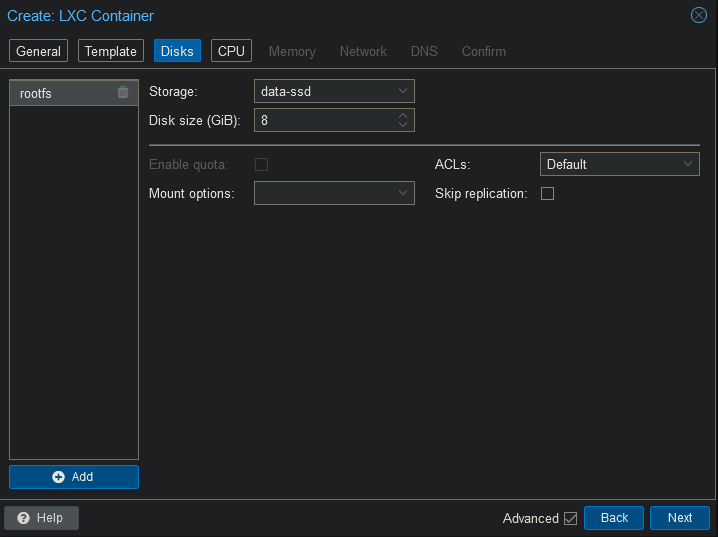 Create: LXC Container
General Template Disks CPU Memory Network DNS Confirm
rootfs
Storage: data-ssd
Disk size (GiB): 8
Enable quota: ACLs: Default
Mount options: Skip replication:
Add
Help Advanced Back Next